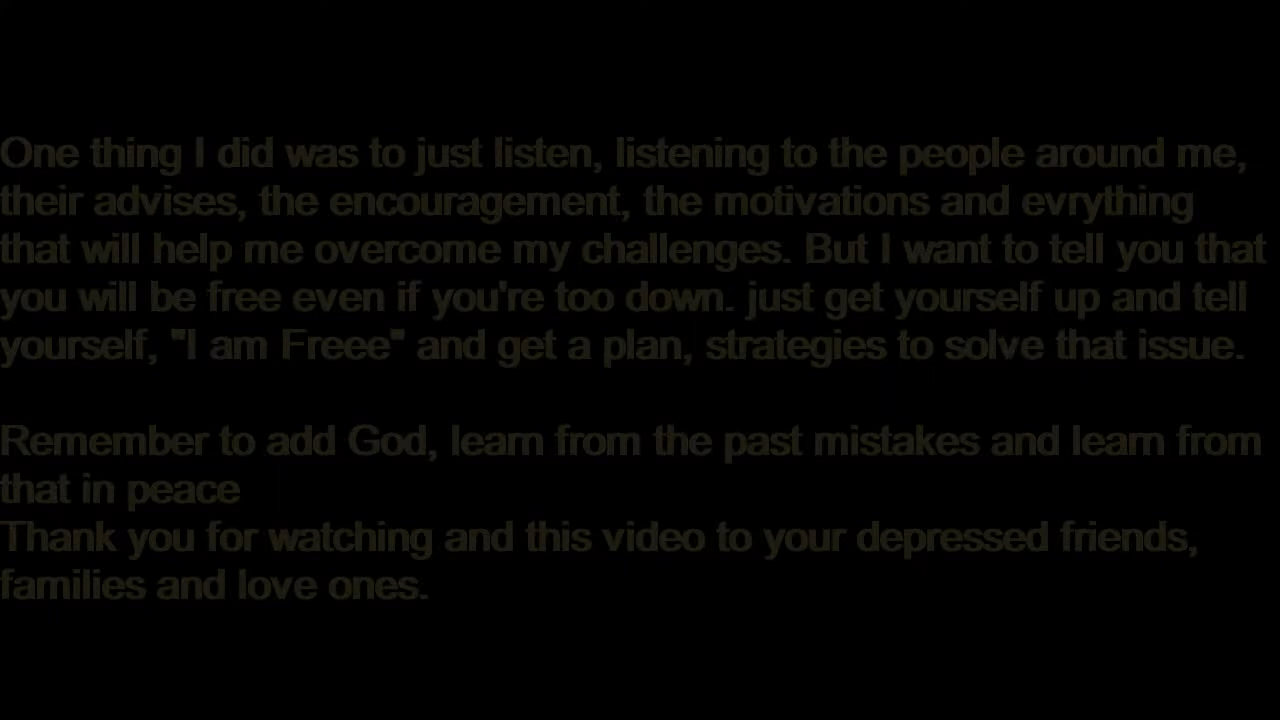 One thing I did was to just listen, listening to the people around me,
their advises, the encouragement, the motivations and evrything
that will help me overcome my challenges. But I want to tell you that
you will be free even if you're too down. just get yourself up and tell
yourself, "I am Freee" and get a plan, strategies to solve that issue.
Remember to add God, learn from the past mistakes and learn from
that in peace
Thank you for watching and this video to your depressed friends,
families and love ones.